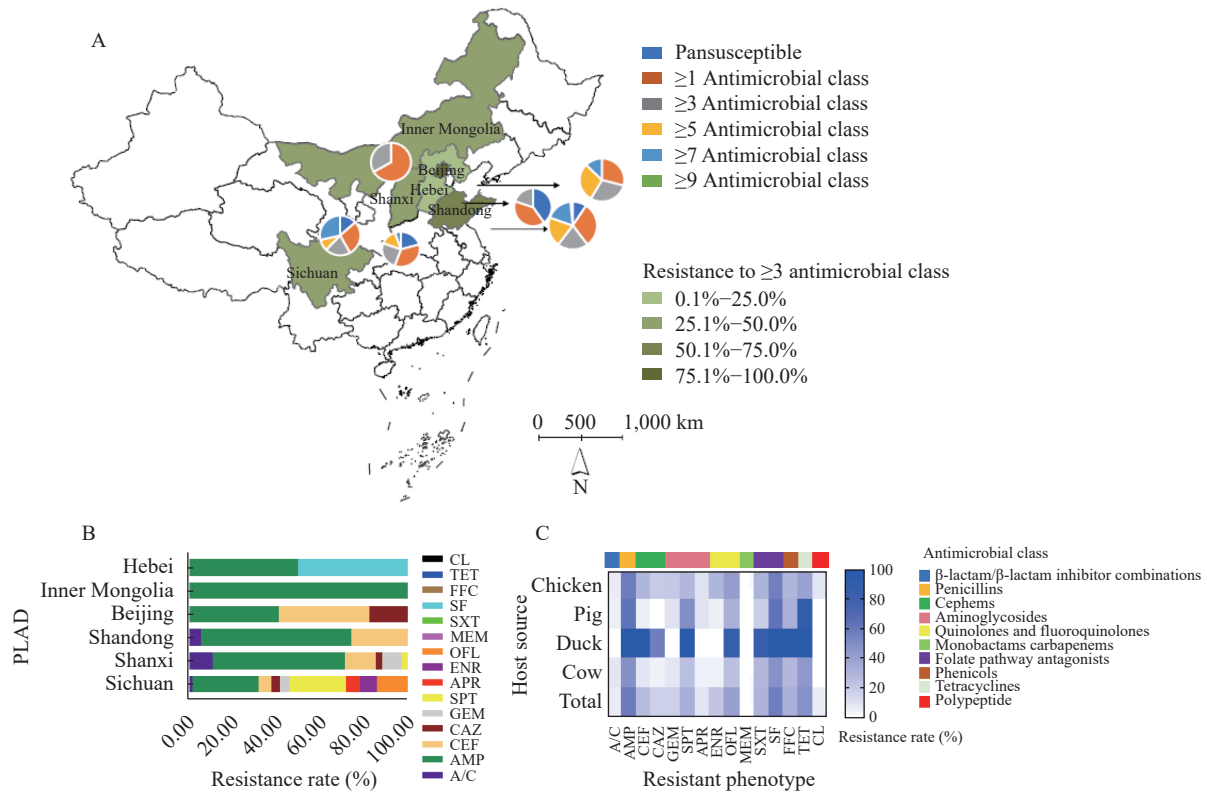 A
Pansusceptible
≥1 Antimicrobial class
≥3 Antimicrobial class
≥5 Antimicrobial class
≥7 Antimicrobial class
≥9 Antimicrobial class
Inner Mongolia
Beijing
Hebei
Shanxi
Shandong
Sichuan
Resistance to ≥3 antimicrobial class
0.1%−25.0%
25.1%−50.0%
50.1%−75.0%
75.1%−100.0%
0 500 1,000 km
N
B
PLAD
Hebei
Inner Mongolia
Beijing
Shandong
Shanxi
Sichuan
0.00 20.00 40.00 60.00 80.00 100.00
Resistance rate (%)
CL
TET
FFC
SF
SXT
MEM
OFL
ENR
APR
SPT
GEM
CAZ
CEF
AMP
A/C
C
Host source
Chicken
Pig
Duck
Cow
Total
A/C AMP CEF CAZ GEM SPT APR ENR OFL MEM SXT SF FFC TET CL
Resistant phenotype
100
80
60
40
20
0
Resistance rate (%)
Antimicrobial class
β-lactam/β-lactam inhibitor combinations
Penicillins
Cephems
Aminoglycosides
Quinolones and fluoroquinolones
Monobactams carbapenems
Folate pathway antagonists
Phenicols
Tetracyclines
Polypeptide